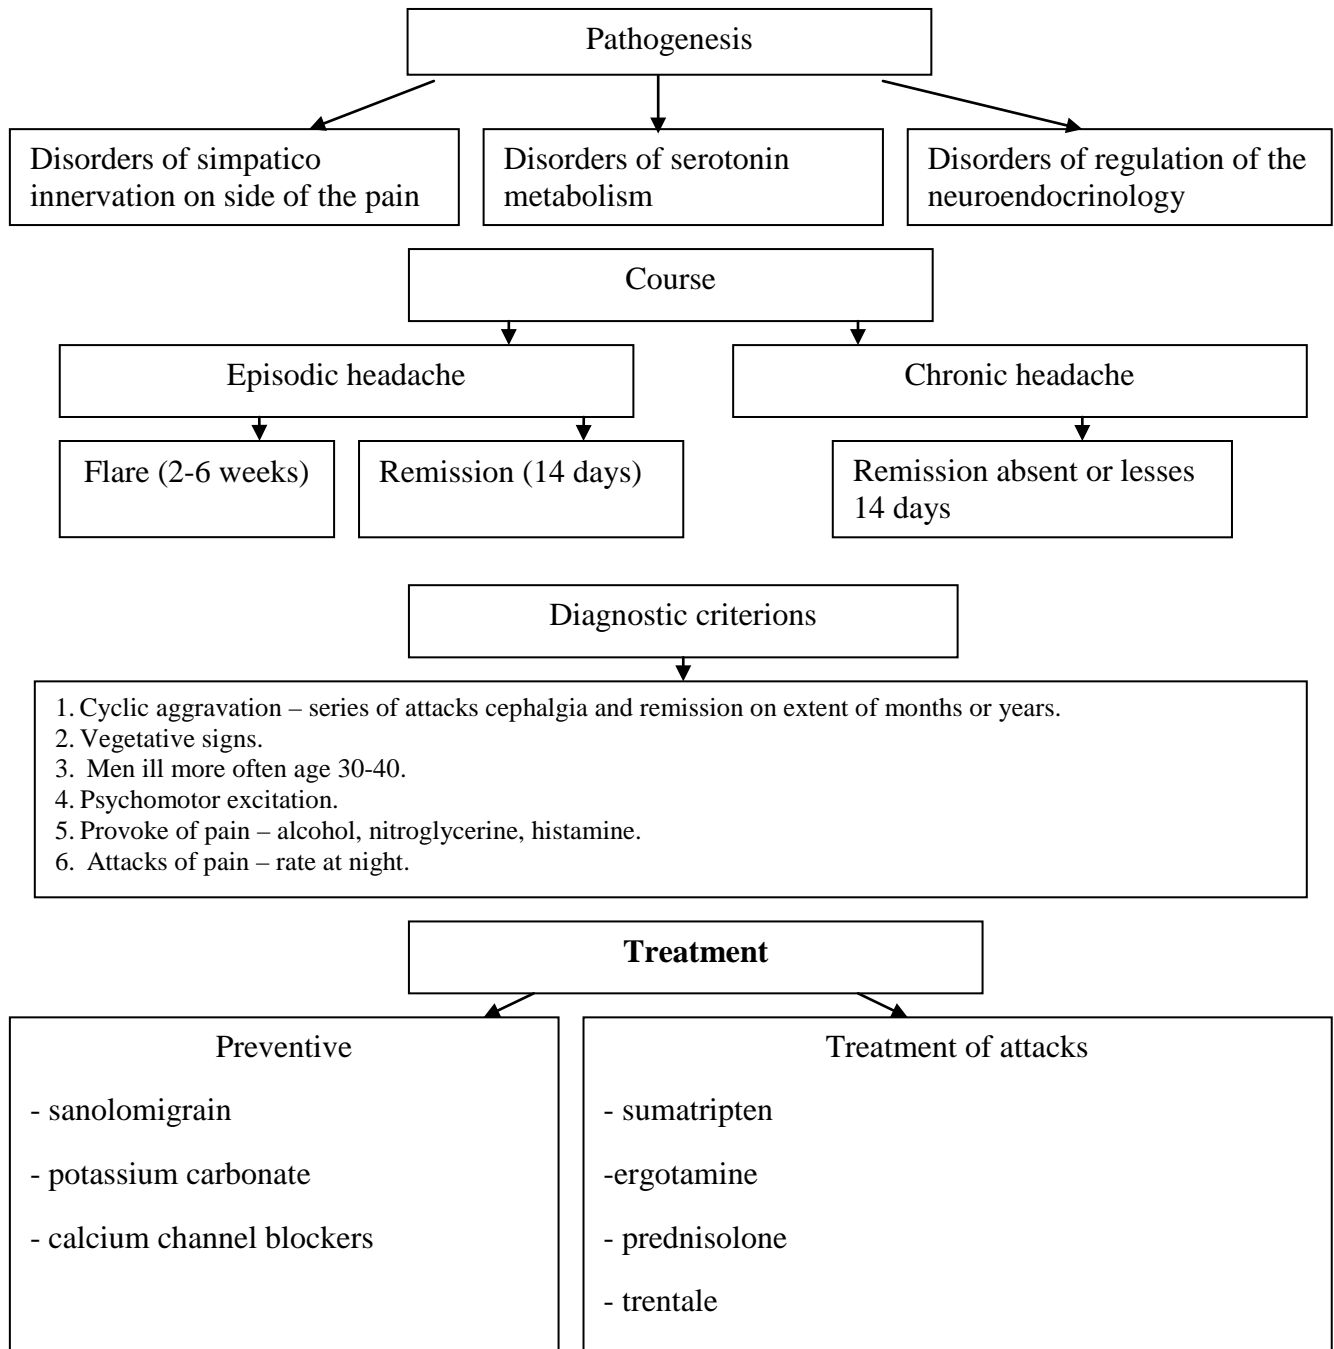 Pathogenesis
Disorders of simpatico
innervation on side of the pain
Disorders of serotonin
metabolism
Disorders of regulation of the
neuroendocrinology
Course
Episodic headache
Chronic headache
Flare (2-6 weeks)
Remission (14 days)
Remission absent or lesses
14 days
Diagnostic criterions
1. Cyclic aggravation – series of attacks cephalgia and remission on extent of months or years.
2. Vegetative signs.
3.  Men ill more often age 30-40.
4. Psychomotor excitation.
5. Provoke of pain – alcohol, nitroglycerine, histamine.
6.  Attacks of pain – rate at night.
Treatment
Preventive
- sanolomigrain
- potassium carbonate
- calcium channel blockers
Treatment of attacks
- sumatripten
-ergotamine
- prednisolone
- trentale